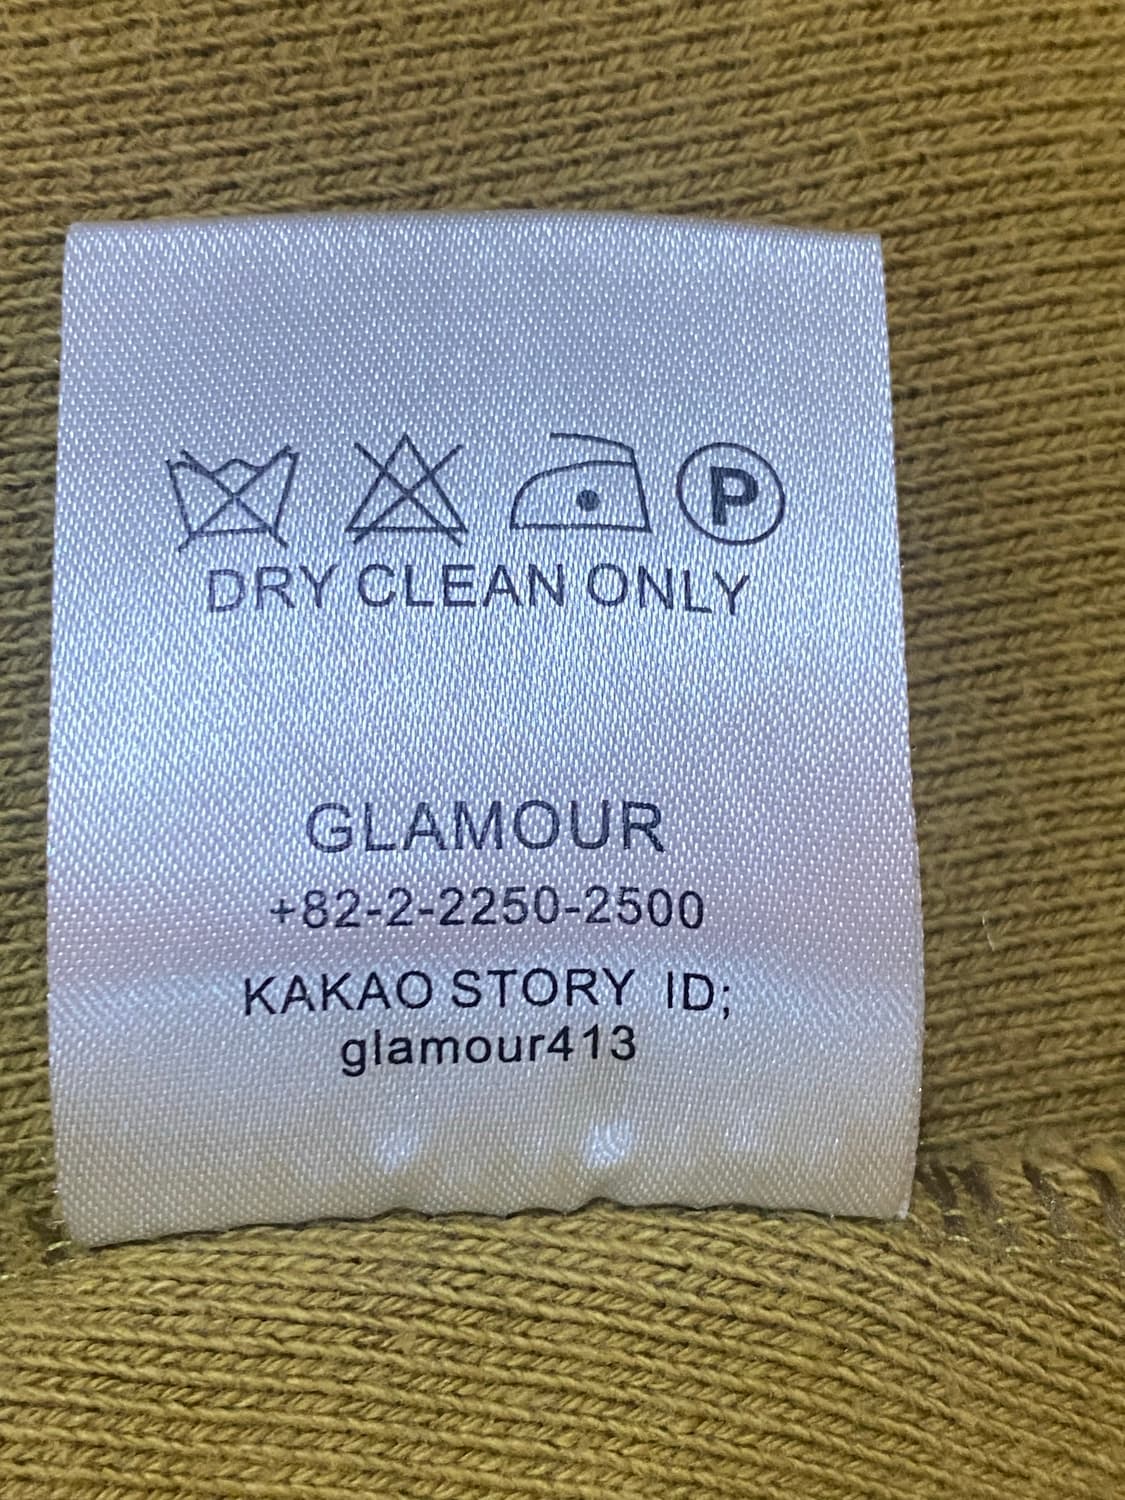 P
DRY CLEAN ONLY
GLAMOUR
+82-2-2250-2500
KAKAO STORY ID;
glamour413